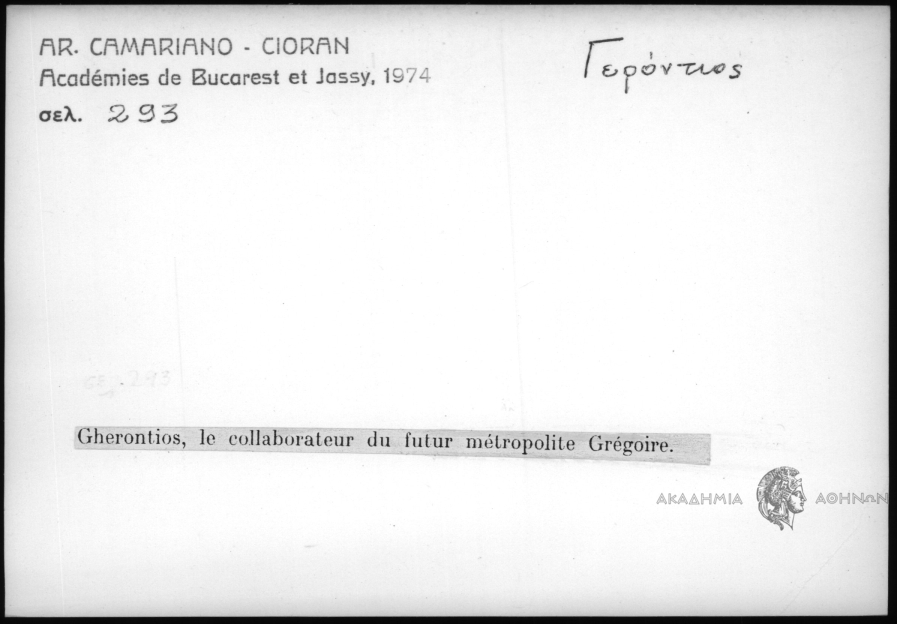 AR. CAMARIANO - CIORAN
Académies de Bucarest et Jassy, 1974
σελ. 293
Γερόντιος
Gherontios, le collaborateur du futur métropolite Grégoire.
ΑΚΑΔΗΜΙΑ ΑΘΗΝΩΝ